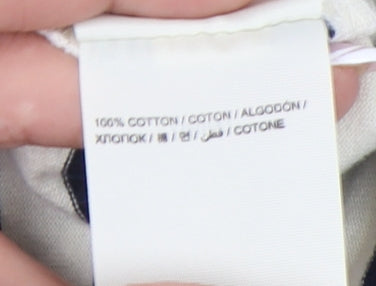 100% COTTON / COTON / ALGODÓN /
ХЛОПОК / 棉 / 면 / قطن / COTONE